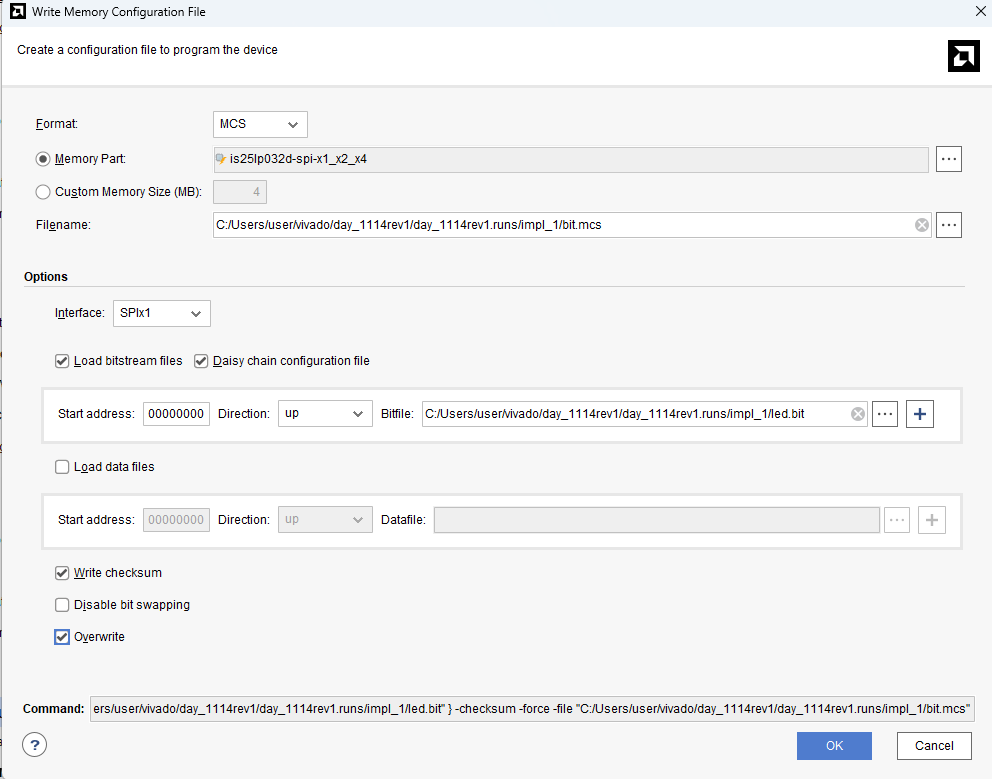 Write Memory Configuration File
Create a configuration file to program the device
Format: MCS
Memory Part: is25lp032d-spi-x1_x2_x4 ...
Custom Memory Size (MB): 4
Filename: C:/Users/user/vivado/day_1114rev1/day_1114rev1.runs/impl_1/bit.mcs ...
Options
Interface: SPIx1
Load bitstream files Daisy chain configuration file
Start address: 00000000 Direction: up Bitfile: C:/Users/user/vivado/day_1114rev1/day_1114rev1.runs/impl_1/led.bit ... +
Load data files
Start address: 00000000 Direction: up Datafile: ... +
Write checksum
Disable bit swapping
Overwrite
Command: ers/user/vivado/day_1114rev1/day_1114rev1.runs/impl_1/led.bit" } -checksum -force -file "C:/Users/user/vivado/day_1114rev1/day_1114rev1.runs/impl_1/bit.mcs"
? OK Cancel